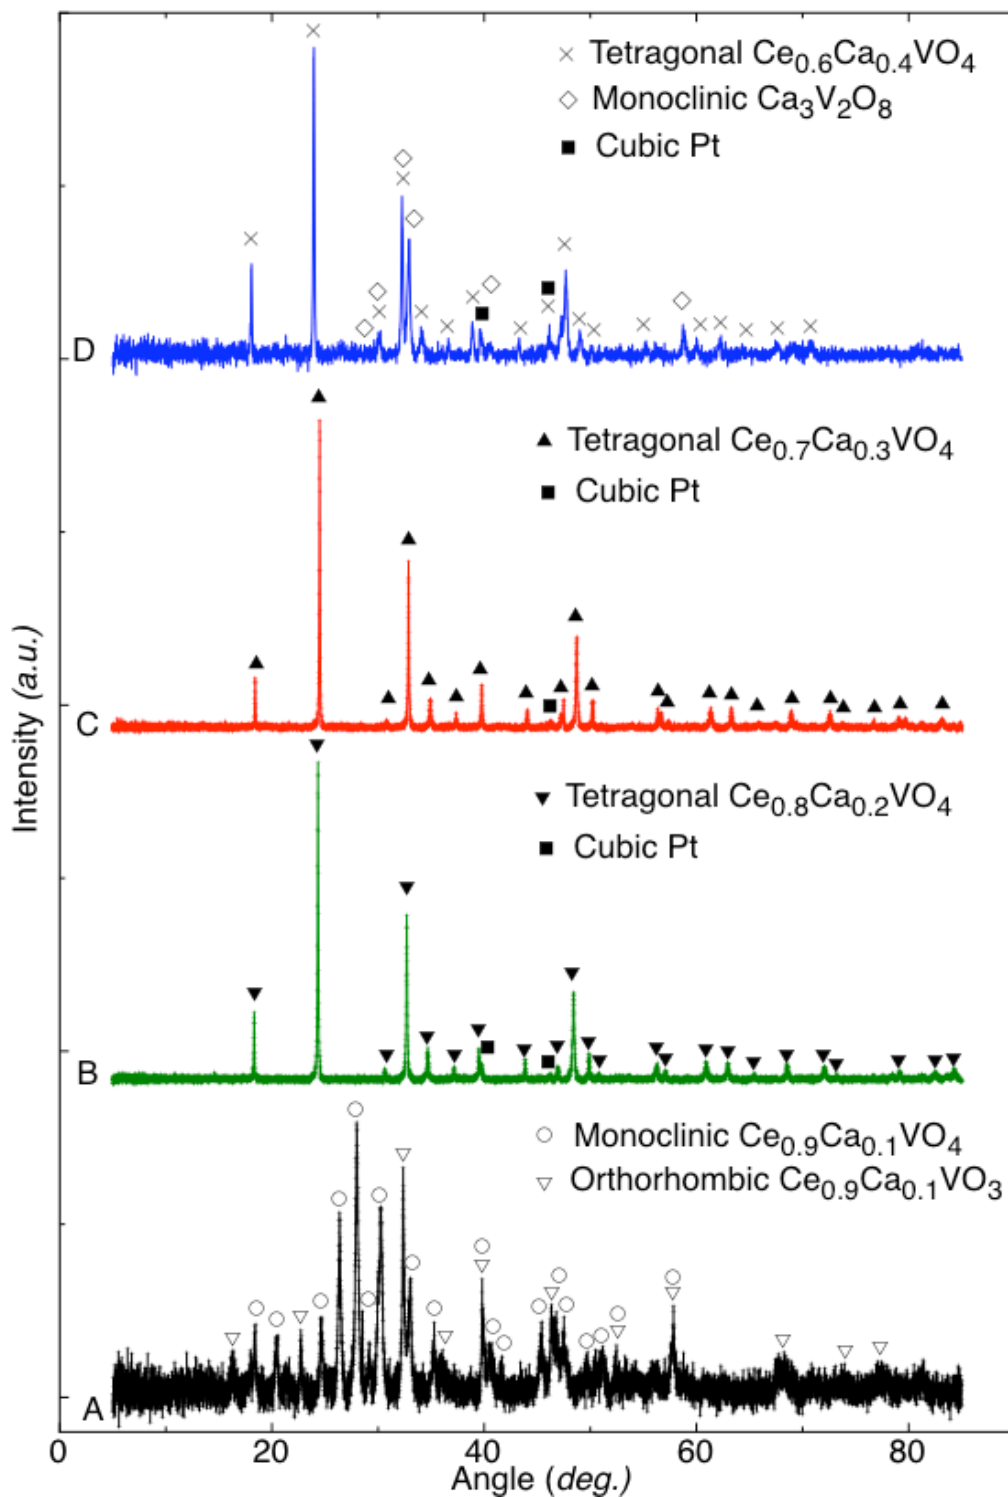 × Tetragonal Ce0.6Ca0.4VO4
◇ Monoclinic Ca3V2O8
■ Cubic Pt
D
▲ Tetragonal Ce0.7Ca0.3VO4
■ Cubic Pt
C
▼ Tetragonal Ce0.8Ca0.2VO4
■ Cubic Pt
B
○ Monoclinic Ce0.9Ca0.1VO4
▽ Orthorhombic Ce0.9Ca0.1VO3
A
Intensity (a.u.)
0 20 40 60 80
Angle (deg.)